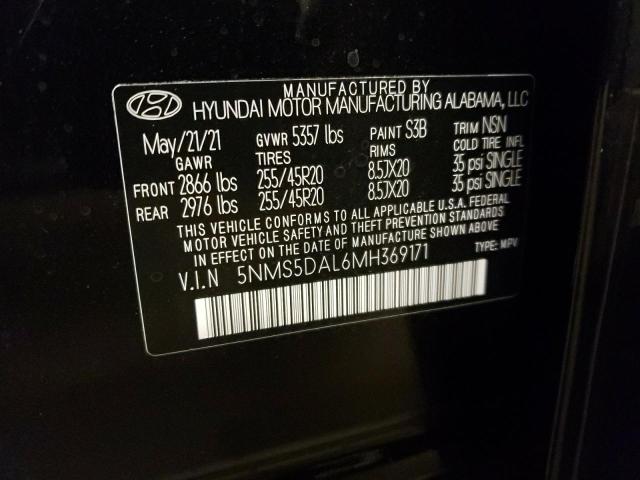 MANUFACTURED BY
HYUNDAI MOTOR MANUFACTURING ALABAMA, LLC
May/21/21 GVWR 5357 lbs PAINT S3B TRIM NSN
GAWR TIRES RIMS COLD TIRE INFL
FRONT 2866 lbs 255/45R20 8.5JX20 35 psi SINGLE
REAR 2976 lbs 255/45R20 8.5JX20 35 psi SINGLE
THIS VEHICLE CONFORMS TO ALL APPLICABLE U.S.A. FEDERAL
MOTOR VEHICLE SAFETY AND THEFT PREVENTION STANDARDS
IN EFFECT ON THE DATE OF MANUFACTURE SHOWN ABOVE.
V.I.N 5NMS5DAL6MH369171 TYPE: MPV